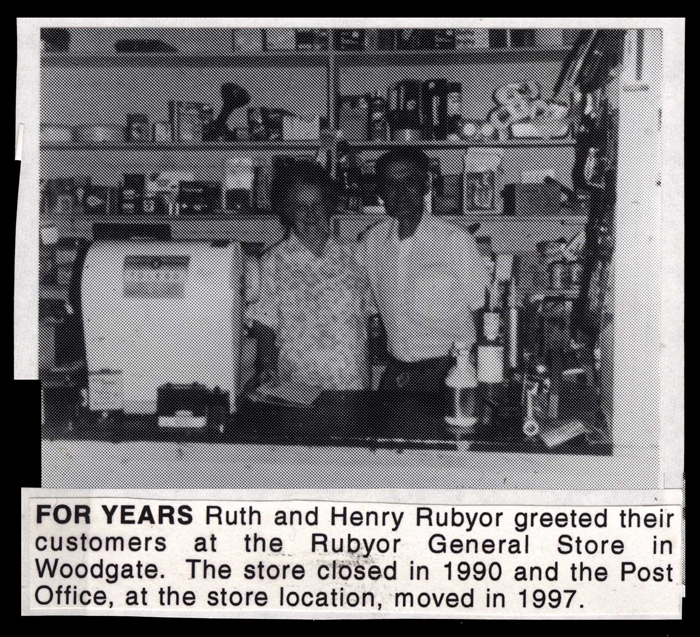 FOR YEARS Ruth and Henry Rubyor greeted their
customers at the Rubyor General Store in
Woodgate. The store closed in 1990 and the Post
Office, at the store location, moved in 1997.